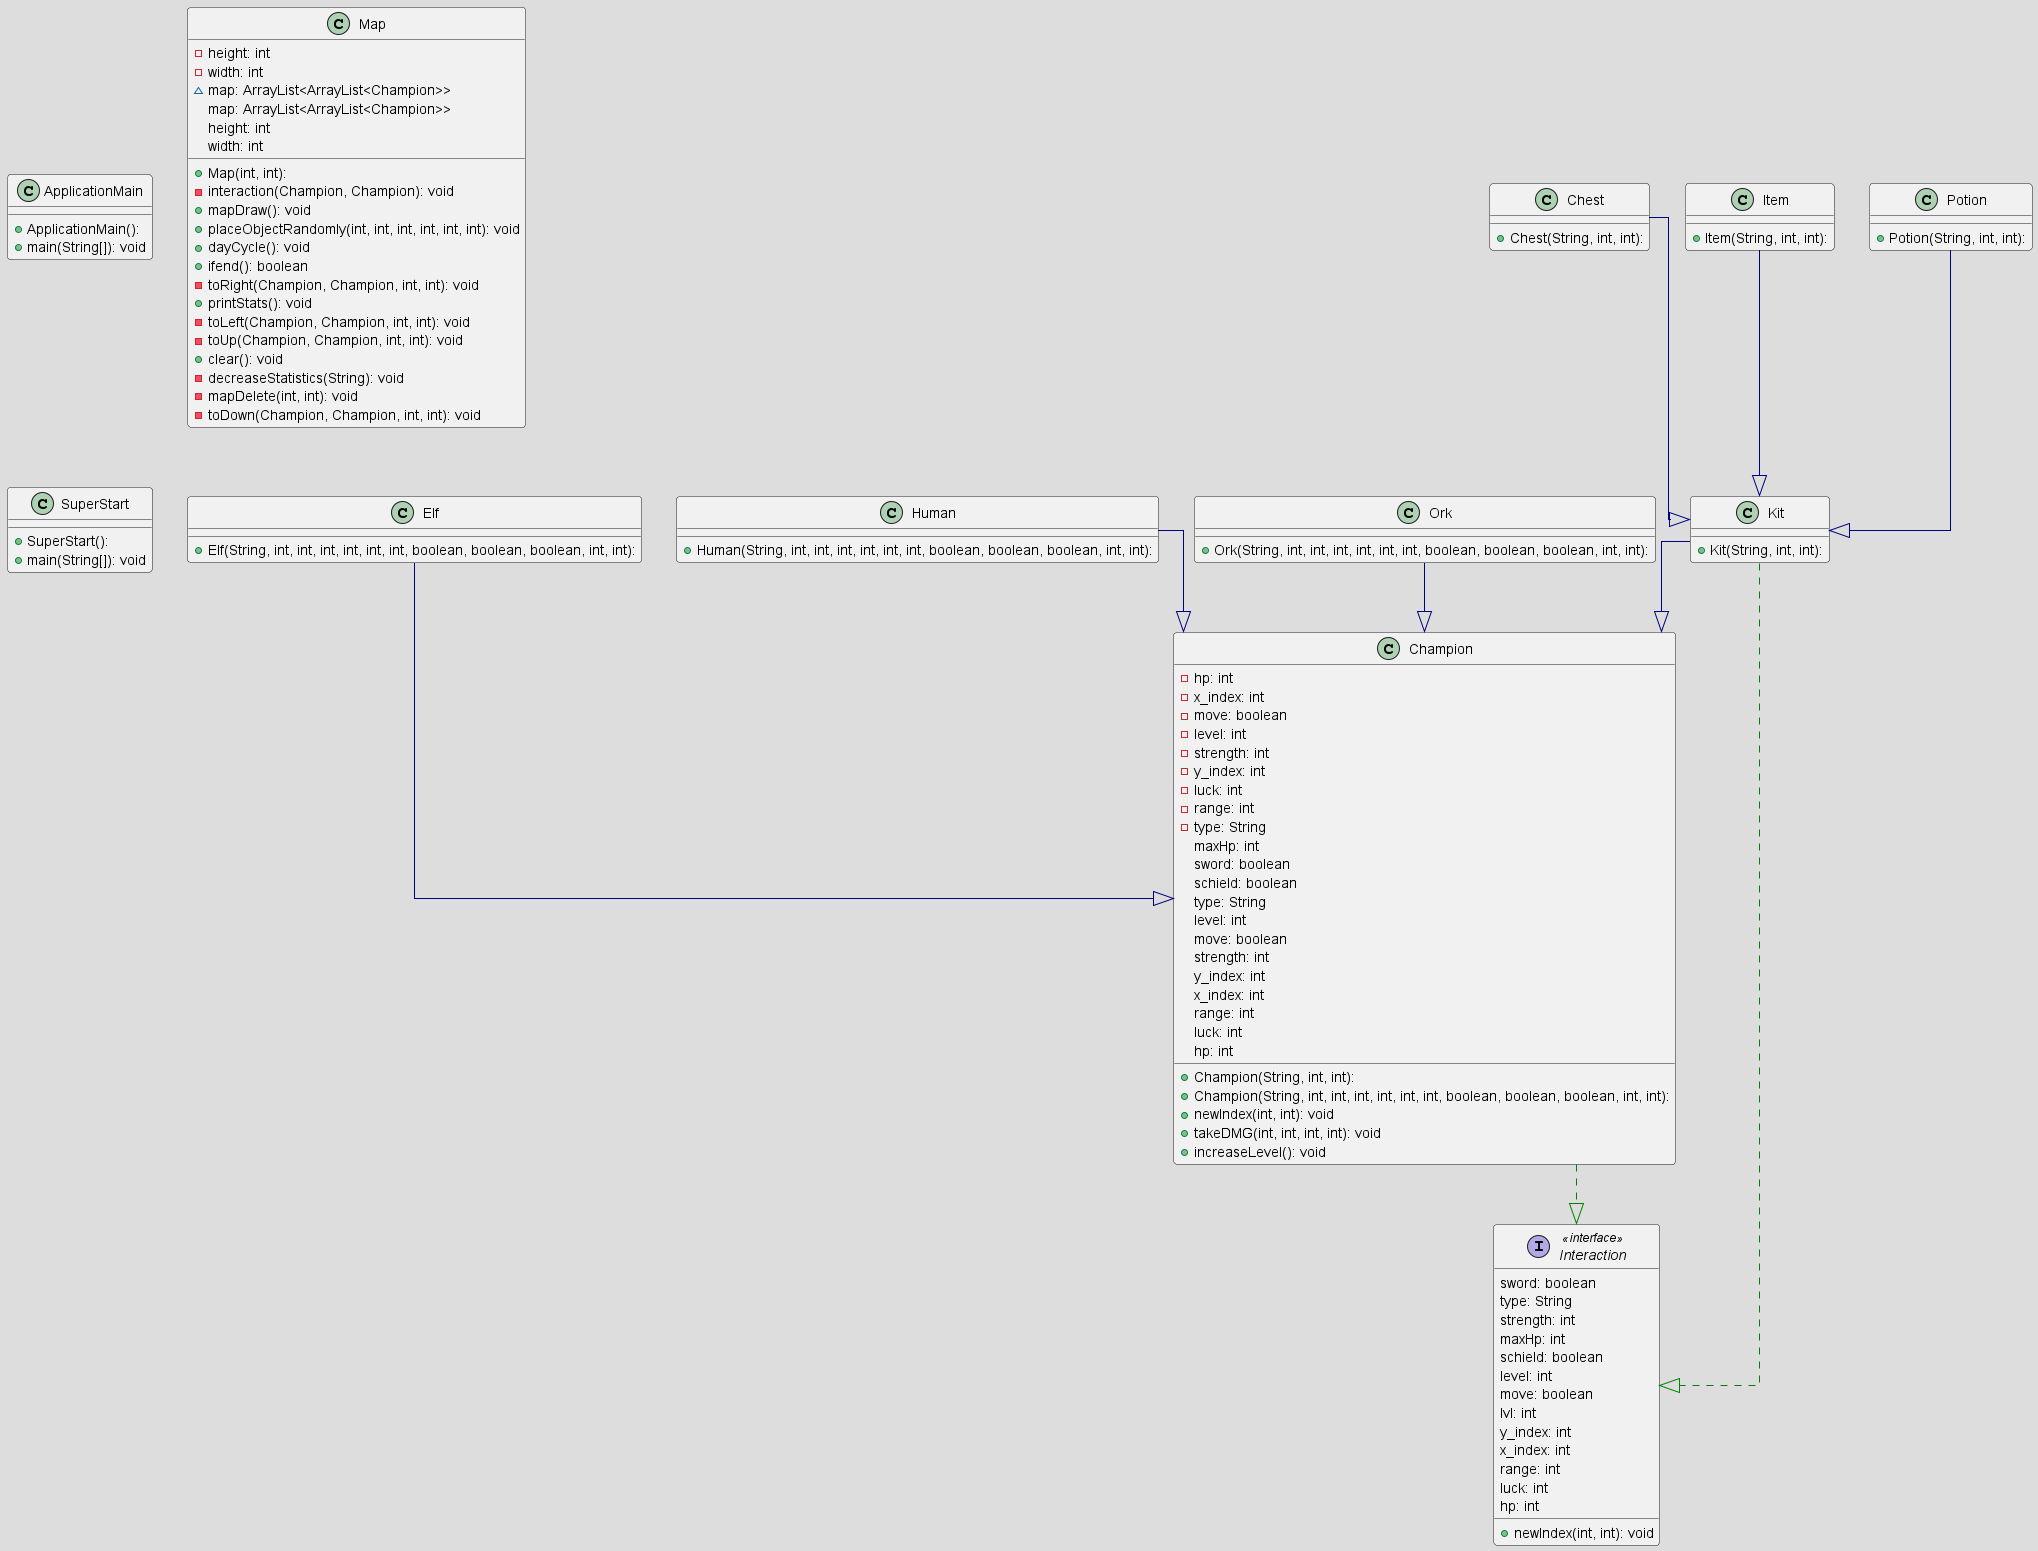 C Map
height: int
width: int
map: ArrayList<ArrayList<Champion>>
map: ArrayList<ArrayList<Champion>>
height: int
width: int
Map(int, int):
interaction(Champion, Champion): void
mapDraw(): void
placeObjectRandomly(int, int, int, int, int, int): void
dayCycle(): void
ifend(): boolean
toRight(Champion, Champion, int, int): void
printStats(): void
toLeft(Champion, Champion, int, int): void
toUp(Champion, Champion, int, int): void
clear(): void
decreaseStatistics(String): void
mapDelete(int, int): void
toDown(Champion, Champion, int, int): void
C ApplicationMain
ApplicationMain():
main(String[]): void
C Chest
Chest(String, int, int):
C Item
Item(String, int, int):
C Potion
Potion(String, int, int):
C SuperStart
SuperStart():
main(String[]): void
C Elf
Elf(String, int, int, int, int, int, int, boolean, boolean, boolean, int, int):
C Human
Human(String, int, int, int, int, int, int, boolean, boolean, boolean, int, int):
C Ork
Ork(String, int, int, int, int, int, int, boolean, boolean, boolean, int, int):
C Kit
Kit(String, int, int):
C Champion
hp: int
x_index: int
move: boolean
level: int
strength: int
y_index: int
luck: int
range: int
type: String
maxHp: int
sword: boolean
schield: boolean
type: String
level: int
move: boolean
strength: int
y_index: int
x_index: int
range: int
luck: int
hp: int
Champion(String, int, int):
Champion(String, int, int, int, int, int, int, boolean, boolean, boolean, int, int):
newIndex(int, int): void
takeDMG(int, int, int, int): void
increaseLevel(): void
I «interface»
Interaction
sword: boolean
type: String
strength: int
maxHp: int
schield: boolean
level: int
move: boolean
lvl: int
y_index: int
x_index: int
range: int
luck: int
hp: int
newIndex(int, int): void